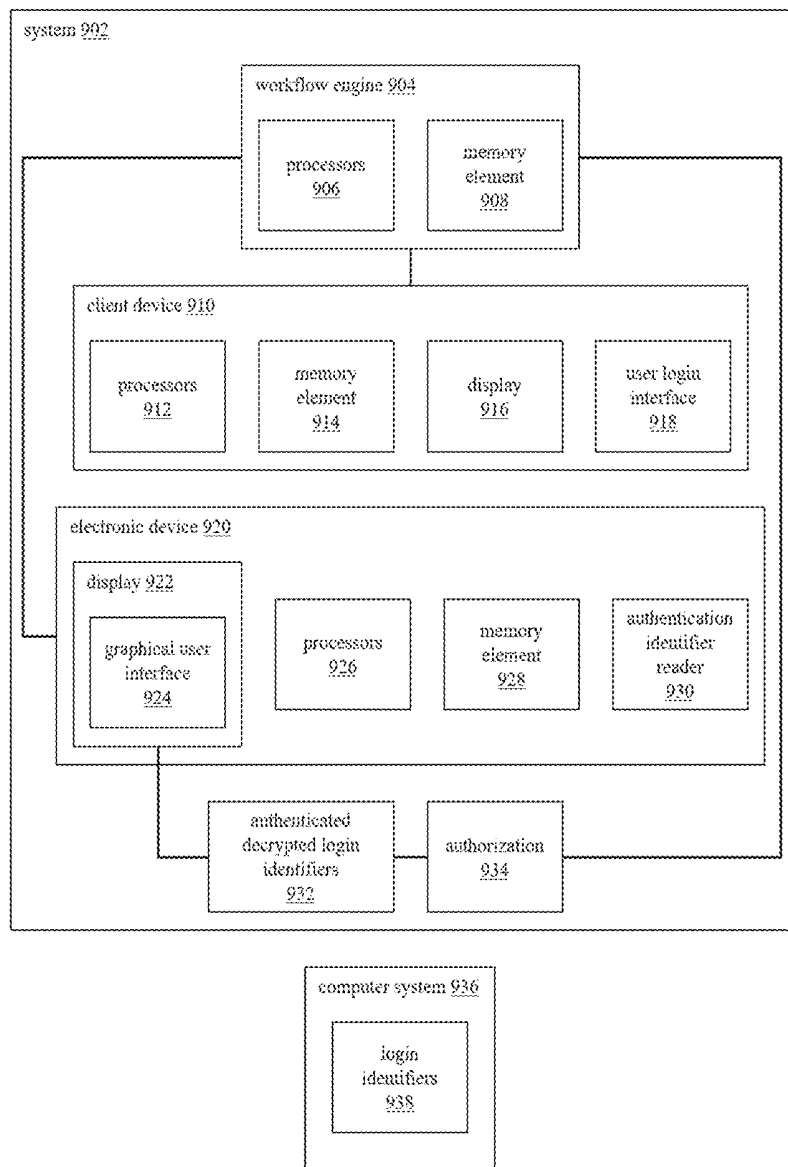 system 902
workflow engine 904
processors
906
memory
element
908
client device 910
processors
912
memory
element
914
display
916
user login
interface
918
electronic device 920
display 922
graphical user
interface
924
processors
926
memory
element
928
authentication
identifier
reader
930
authenticated
decrypted login
identifiers
932
authorization
934
computer system 936
login
identifiers
938